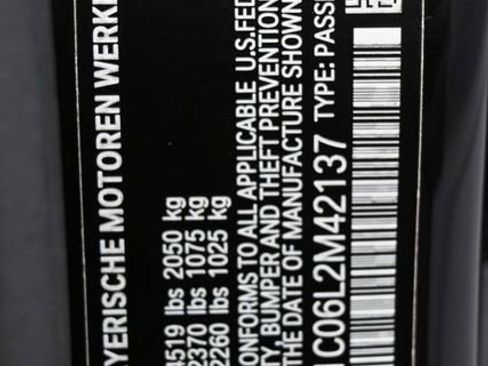 YERISCHE MOTOREN WERKE
4519 lbs 2050 kg
2370 lbs 1075 kg
2260 lbs 1025 kg
ONFORMS TO ALL APPLICABLE U.S.FED
TY, BUMPER AND THEFT PREVENTION
THE DATE OF MANUFACTURE SHOWN
C06L2M42137 TYPE: PASSE